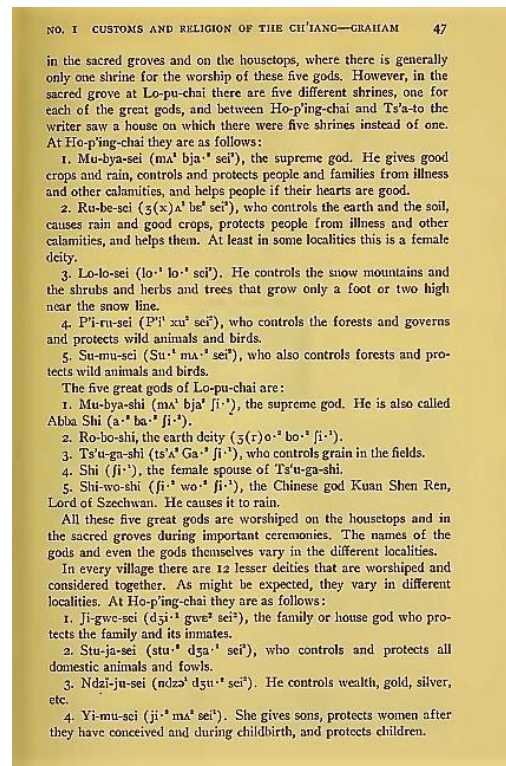 NO. I CUSTOMS AND RELIGION OF THE CH'IANG—GRAHAM 47
in the sacred groves and on the housetops, where there is generally
only one shrine for the worship of these five gods. However, in the
sacred grove at Lo-pu-chai there are five different shrines, one for
each of the great gods, and between Ho-p'ing-chai and Ts'a-to the
writer saw a house on which there were five shrines instead of one.
At Ho-p'ing-chai they are as follows:
1. Mu-bya-sei (mʌ¹ bja·² sei²), the supreme god. He gives good
crops and rain, controls and protects people and families from illness
and other calamities, and helps people if their hearts are good.
2. Ru-be-sei (ʒ(x)ʌ² bɛ² sei²), who controls the earth and the soil,
causes rain and good crops, protects people from illness and other
calamities, and helps them. At least in some localities this is a female
deity.
3. Lo-lo-sei (lo·¹ lo·² sei²). He controls the snow mountains and
the shrubs and herbs and trees that grow only a foot or two high
near the snow line.
4. P'i-ru-sei (P'i¹ xu² sei²), who controls the forests and governs
and protects wild animals and birds.
5. Su-mu-sei (Su·¹ mʌ·² sei²), who also controls forests and pro-
tects wild animals and birds.
The five great gods of Lo-pu-chai are:
1. Mu-bya-shi (mʌ¹ bja² ʃi·²), the supreme god. He is also called
Abba Shi (a·² ba·² ʃi·²).
2. Ro-bo-shi, the earth deity (ʒ(r)o·² bo·² ʃi·²).
3. Ts'u-ga-shi (ts'ʌ² Ga·² ʃi·¹), who controls grain in the fields.
4. Shi (ʃi·¹), the female spouse of Ts'u-ga-shi.
5. Shi-wo-shi (ʃi·² wo·² ʃi·¹), the Chinese god Kuan Shen Ren,
Lord of Szechwan. He causes it to rain.
All these five great gods are worshiped on the housetops and in
the sacred groves during important ceremonies. The names of the
gods and even the gods themselves vary in the different localities.
In every village there are 12 lesser deities that are worshiped and
considered together. As might be expected, they vary in different
localities. At Ho-p'ing-chai they are as follows:
1. Ji-gwe-sei (dʒi·¹ gwɛ² sei²), the family or house god who pro-
tects the family and its inmates.
2. Stu-ja-sei (stu·² dʒa·¹ sei²), who controls and protects all
domestic animals and fowls.
3. Ndzi-ju-sei (ndzə¹ dʒu·² sei²). He controls wealth, gold, silver,
etc.
4. Yi-mu-sei (ji·² mʌ² sei²). She gives sons, protects women after
they have conceived and during childbirth, and protects children.